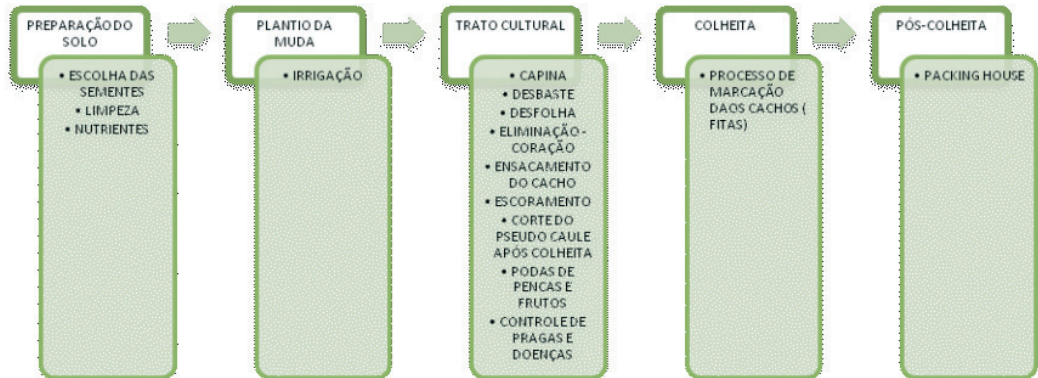 PREPARAÇÃO DO
SOLO
• ESCOLHA DAS
SEMENTES
• LIMPEZA
• NUTRIENTES
PLANTIO DA
MUDA
• IRRIGAÇÃO
TRATO CULTURAL
• CAPINA
• DESBASTE
• DESFOLHA
• ELIMINAÇÃO -
CORAÇÃO
• ENSACAMENTO
DO CACHO
• ESCORAMENTO
• CORTE DO
PSEUDO CAULE
APÓS COLHEITA
• PODAS DE
PENCAS E
FRUTOS
• CONTROLE DE
PRAGAS E
DOENÇAS
COLHEITA
• PROCESSO DE
MARCAÇÃO
DAOS CACHOS (
FITAS)
PÓS-COLHEITA
• PACKING HOUSE